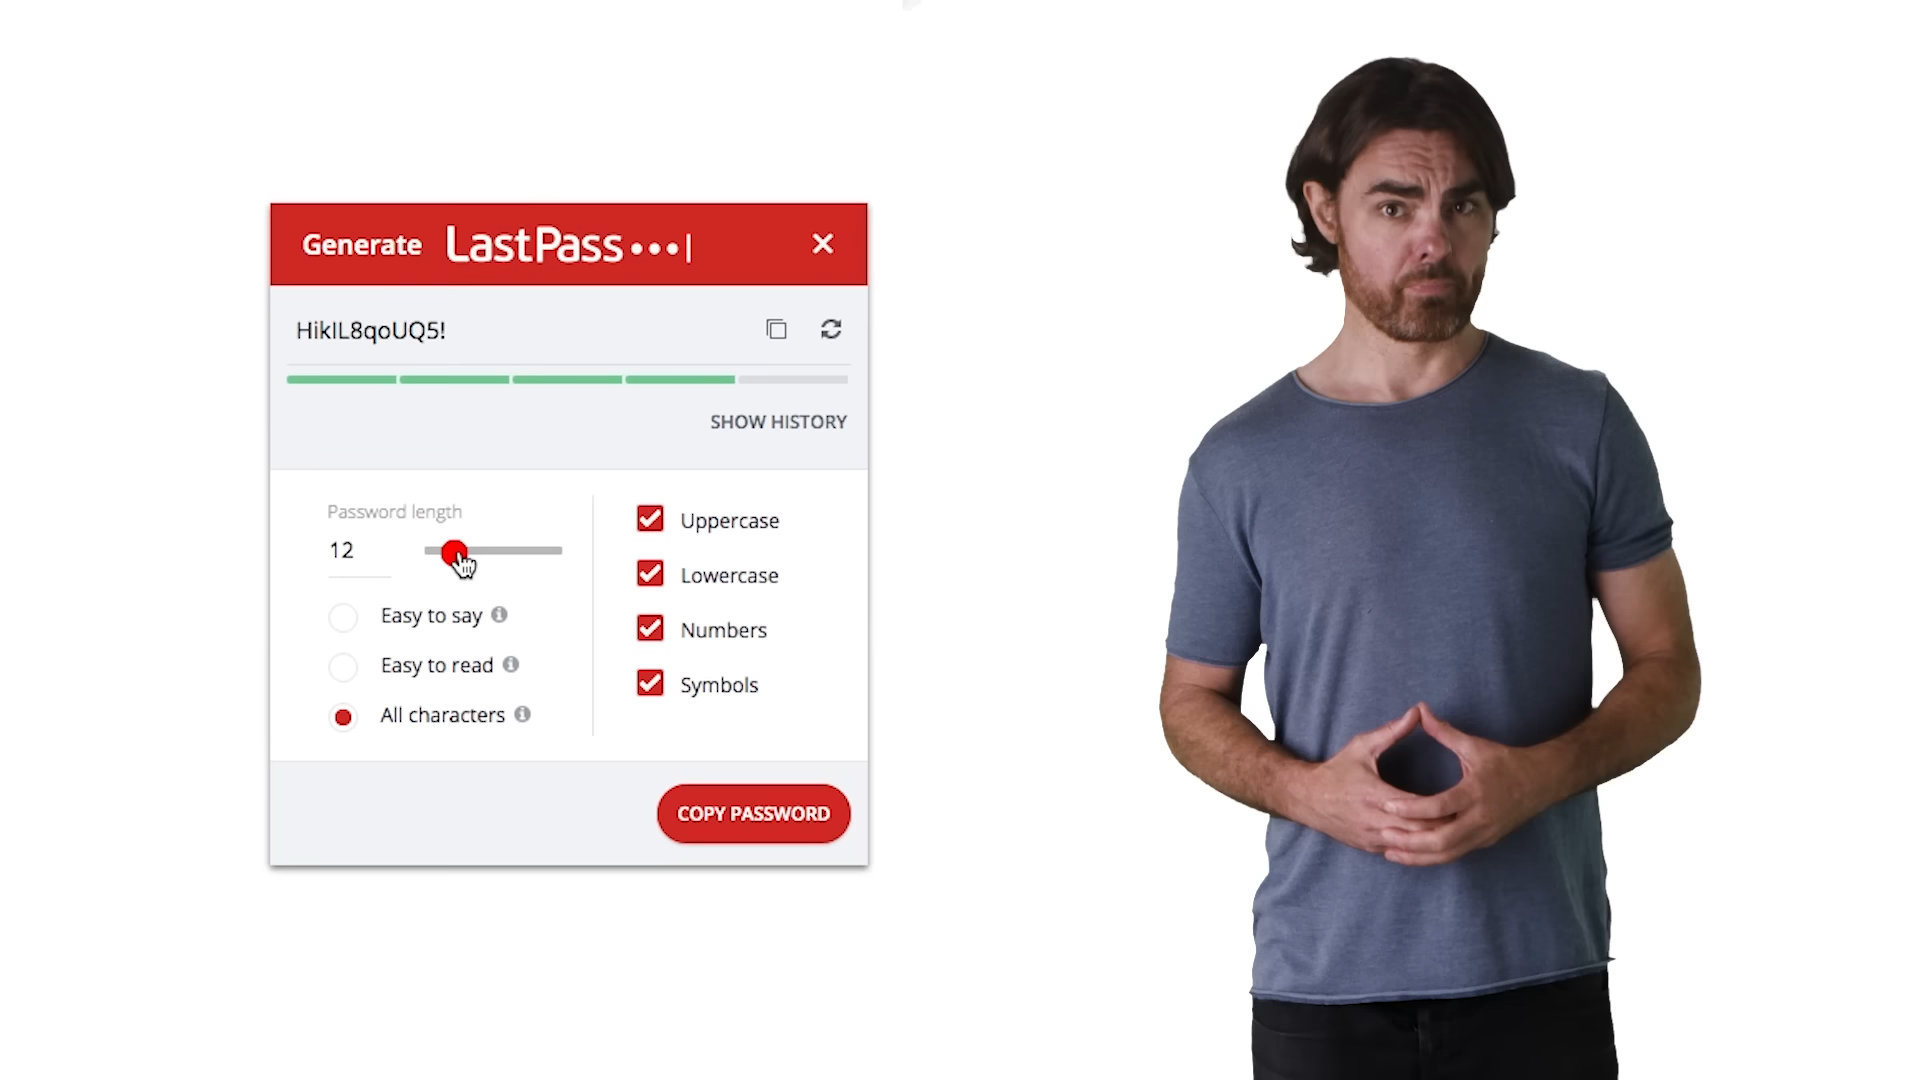 Generate LastPass•••|
HikIL8qoUQ5!
SHOW HISTORY
Password length
12
Easy to say
Easy to read
All characters
Uppercase
Lowercase
Numbers
Symbols
COPY PASSWORD